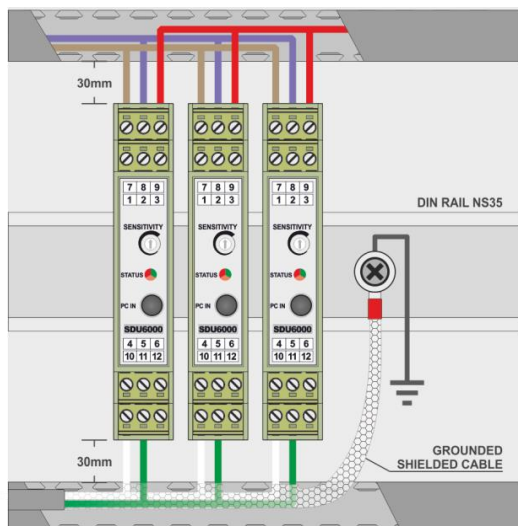 30mm
7 8 9
1 2 3
SENSITIVITY
STATUS
PC IN
SDU6000
4 5 6
10 11 12
7 8 9
1 2 3
SENSITIVITY
STATUS
PC IN
SDU6000
4 5 6
10 11 12
7 8 9
1 2 3
SENSITIVITY
STATUS
PC IN
SDU6000
4 5 6
10 11 12
DIN RAIL NS35
30mm
GROUNDED
SHIELDED CABLE